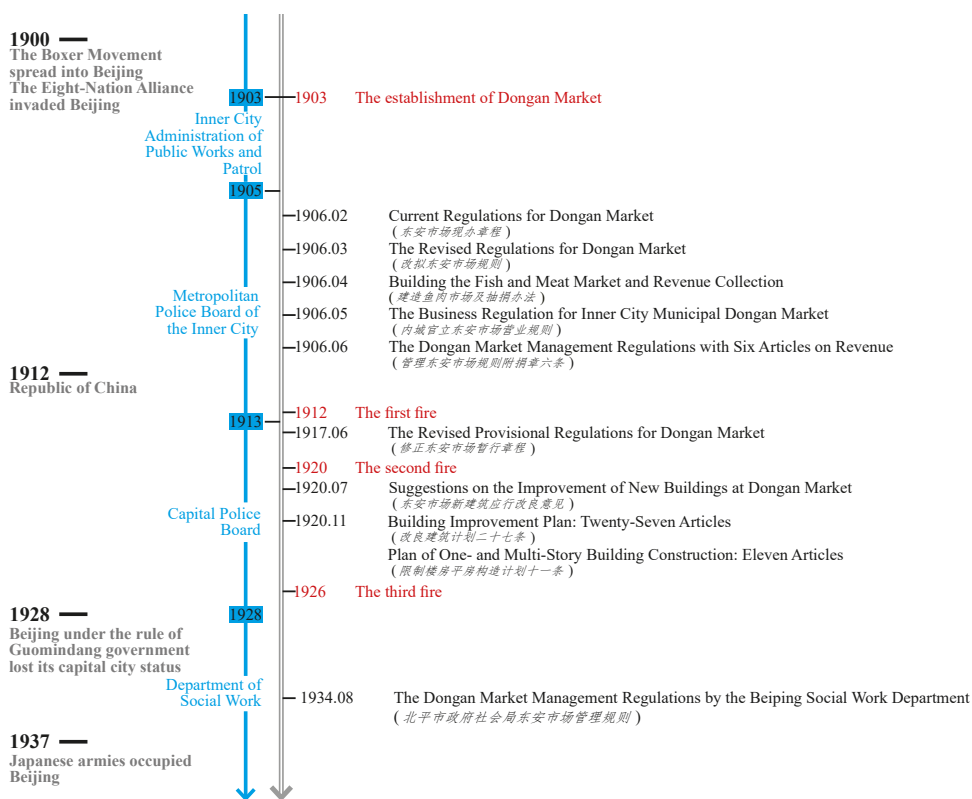 1900
The Boxer Movement
spread into Beijing
The Eight-Nation Alliance
invaded Beijing
1903
1903 The establishment of Dongan Market
Inner City
Administration of
Public Works and
Patrol
1905
1906.02 Current Regulations for Dongan Market
(东安市场现办章程)
1906.03 The Revised Regulations for Dongan Market
(改拟东安市场规则)
1906.04 Building the Fish and Meat Market and Revenue Collection
(建造鱼肉市场及抽捐办法)
Metropolitan
Police Board of
the Inner City
1906.05 The Business Regulation for Inner City Municipal Dongan Market
(内城官立东安市场营业规则)
1906.06 The Dongan Market Management Regulations with Six Articles on Revenue
(管理东安市场规则附捐章六条)
1912
Republic of China
1912 The first fire
1913
1917.06 The Revised Provisional Regulations for Dongan Market
(修正东安市场暂行章程)
1920 The second fire
1920.07 Suggestions on the Improvement of New Buildings at Dongan Market
(东安市场新建筑应行改良意见)
Capital Police
Board
1920.11 Building Improvement Plan: Twenty-Seven Articles
(改良建筑计划二十七条)
Plan of One- and Multi-Story Building Construction: Eleven Articles
(限制楼房平房构造计划十一条)
1926 The third fire
1928
1928
Beijing under the rule of
Guomindang government
lost its capital city status
Department of
Social Work
1934.08 The Dongan Market Management Regulations by the Beiping Social Work Department
(北平市政府社会局东安市场管理规则)
1937
Japanese armies occupied
Beijing